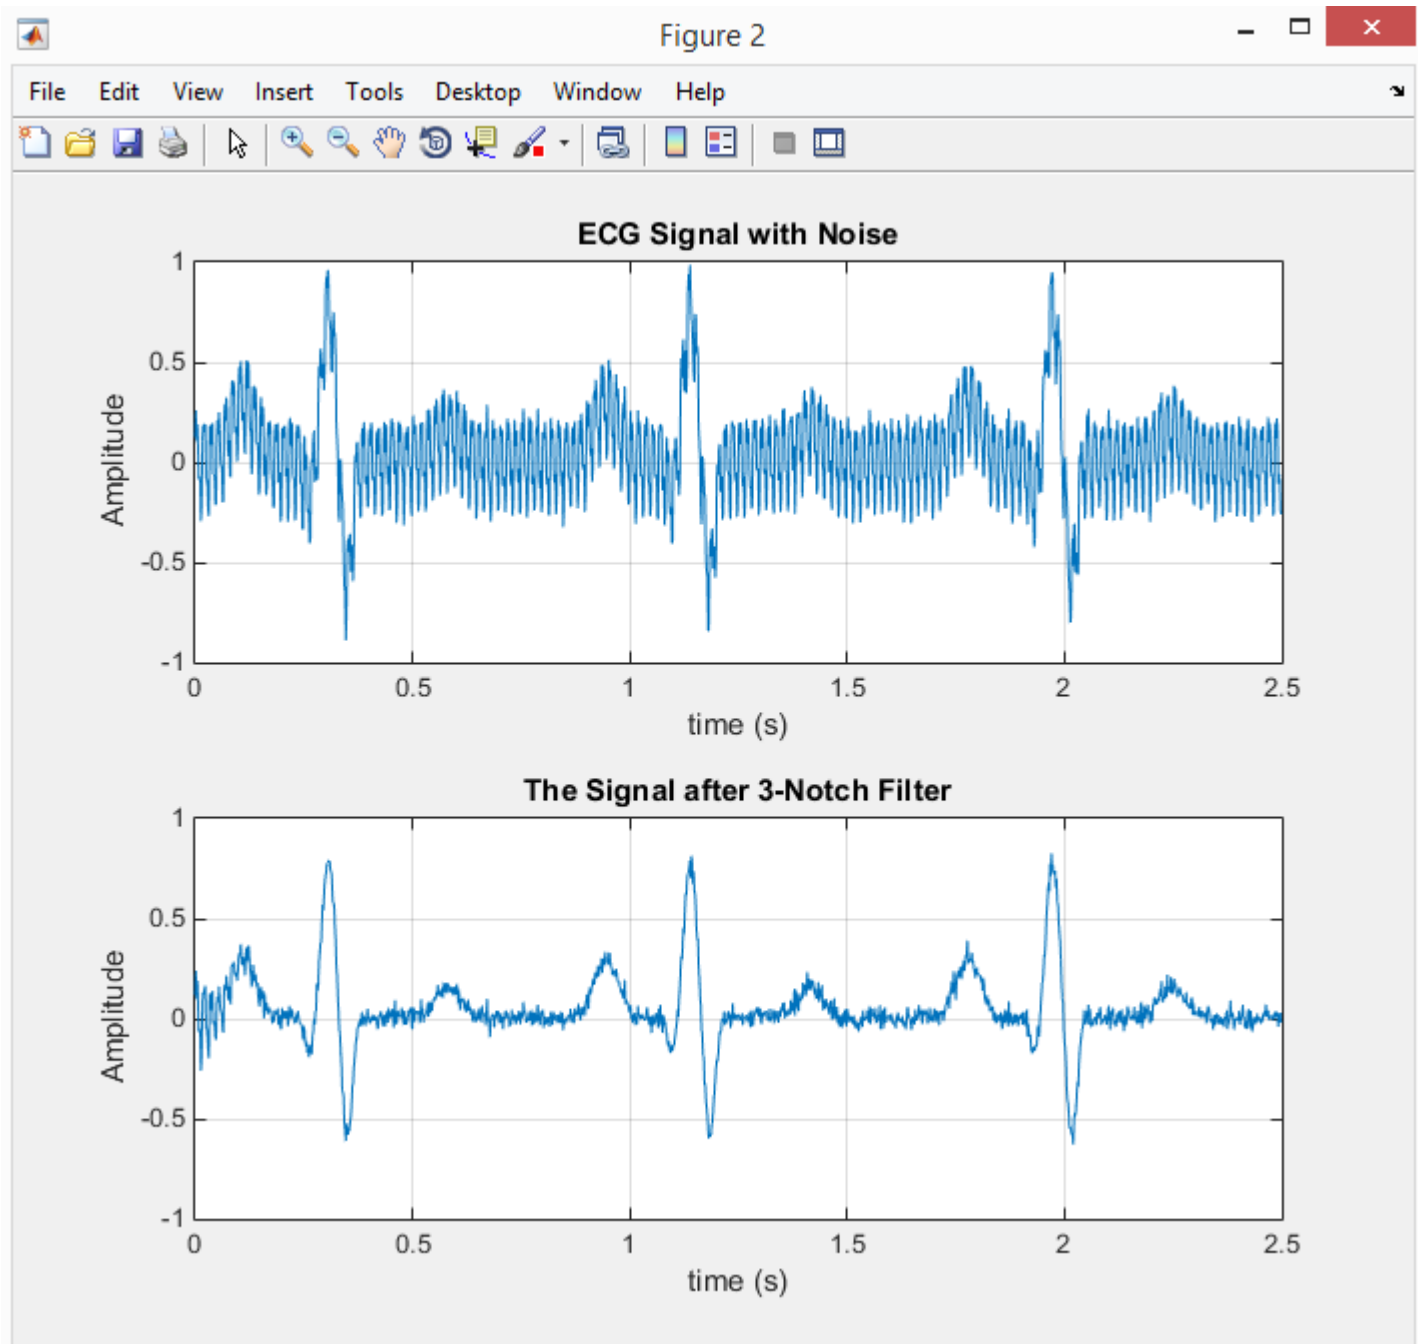 Figure 2
File Edit View Insert Tools Desktop Window Help
ECG Signal with Noise
1
0.5
0
-0.5
-1
Amplitude
0 0.5 1 1.5 2 2.5
time (s)
The Signal after 3-Notch Filter
1
0.5
0
-0.5
-1
Amplitude
0 0.5 1 1.5 2 2.5
time (s)